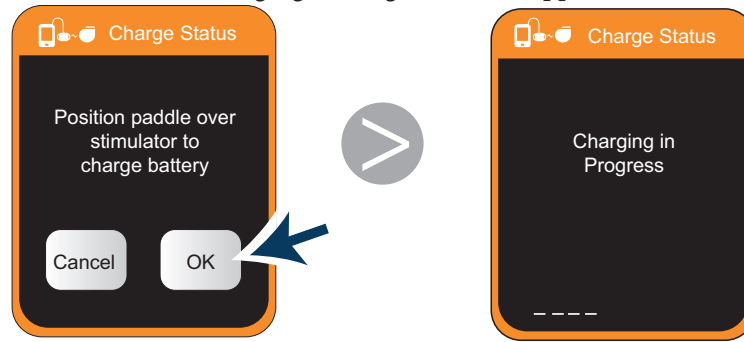 Charge Status
Position paddle over
stimulator to
charge battery
Cancel
OK
>
Charge Status
Charging in
Progress
_ _ _ _